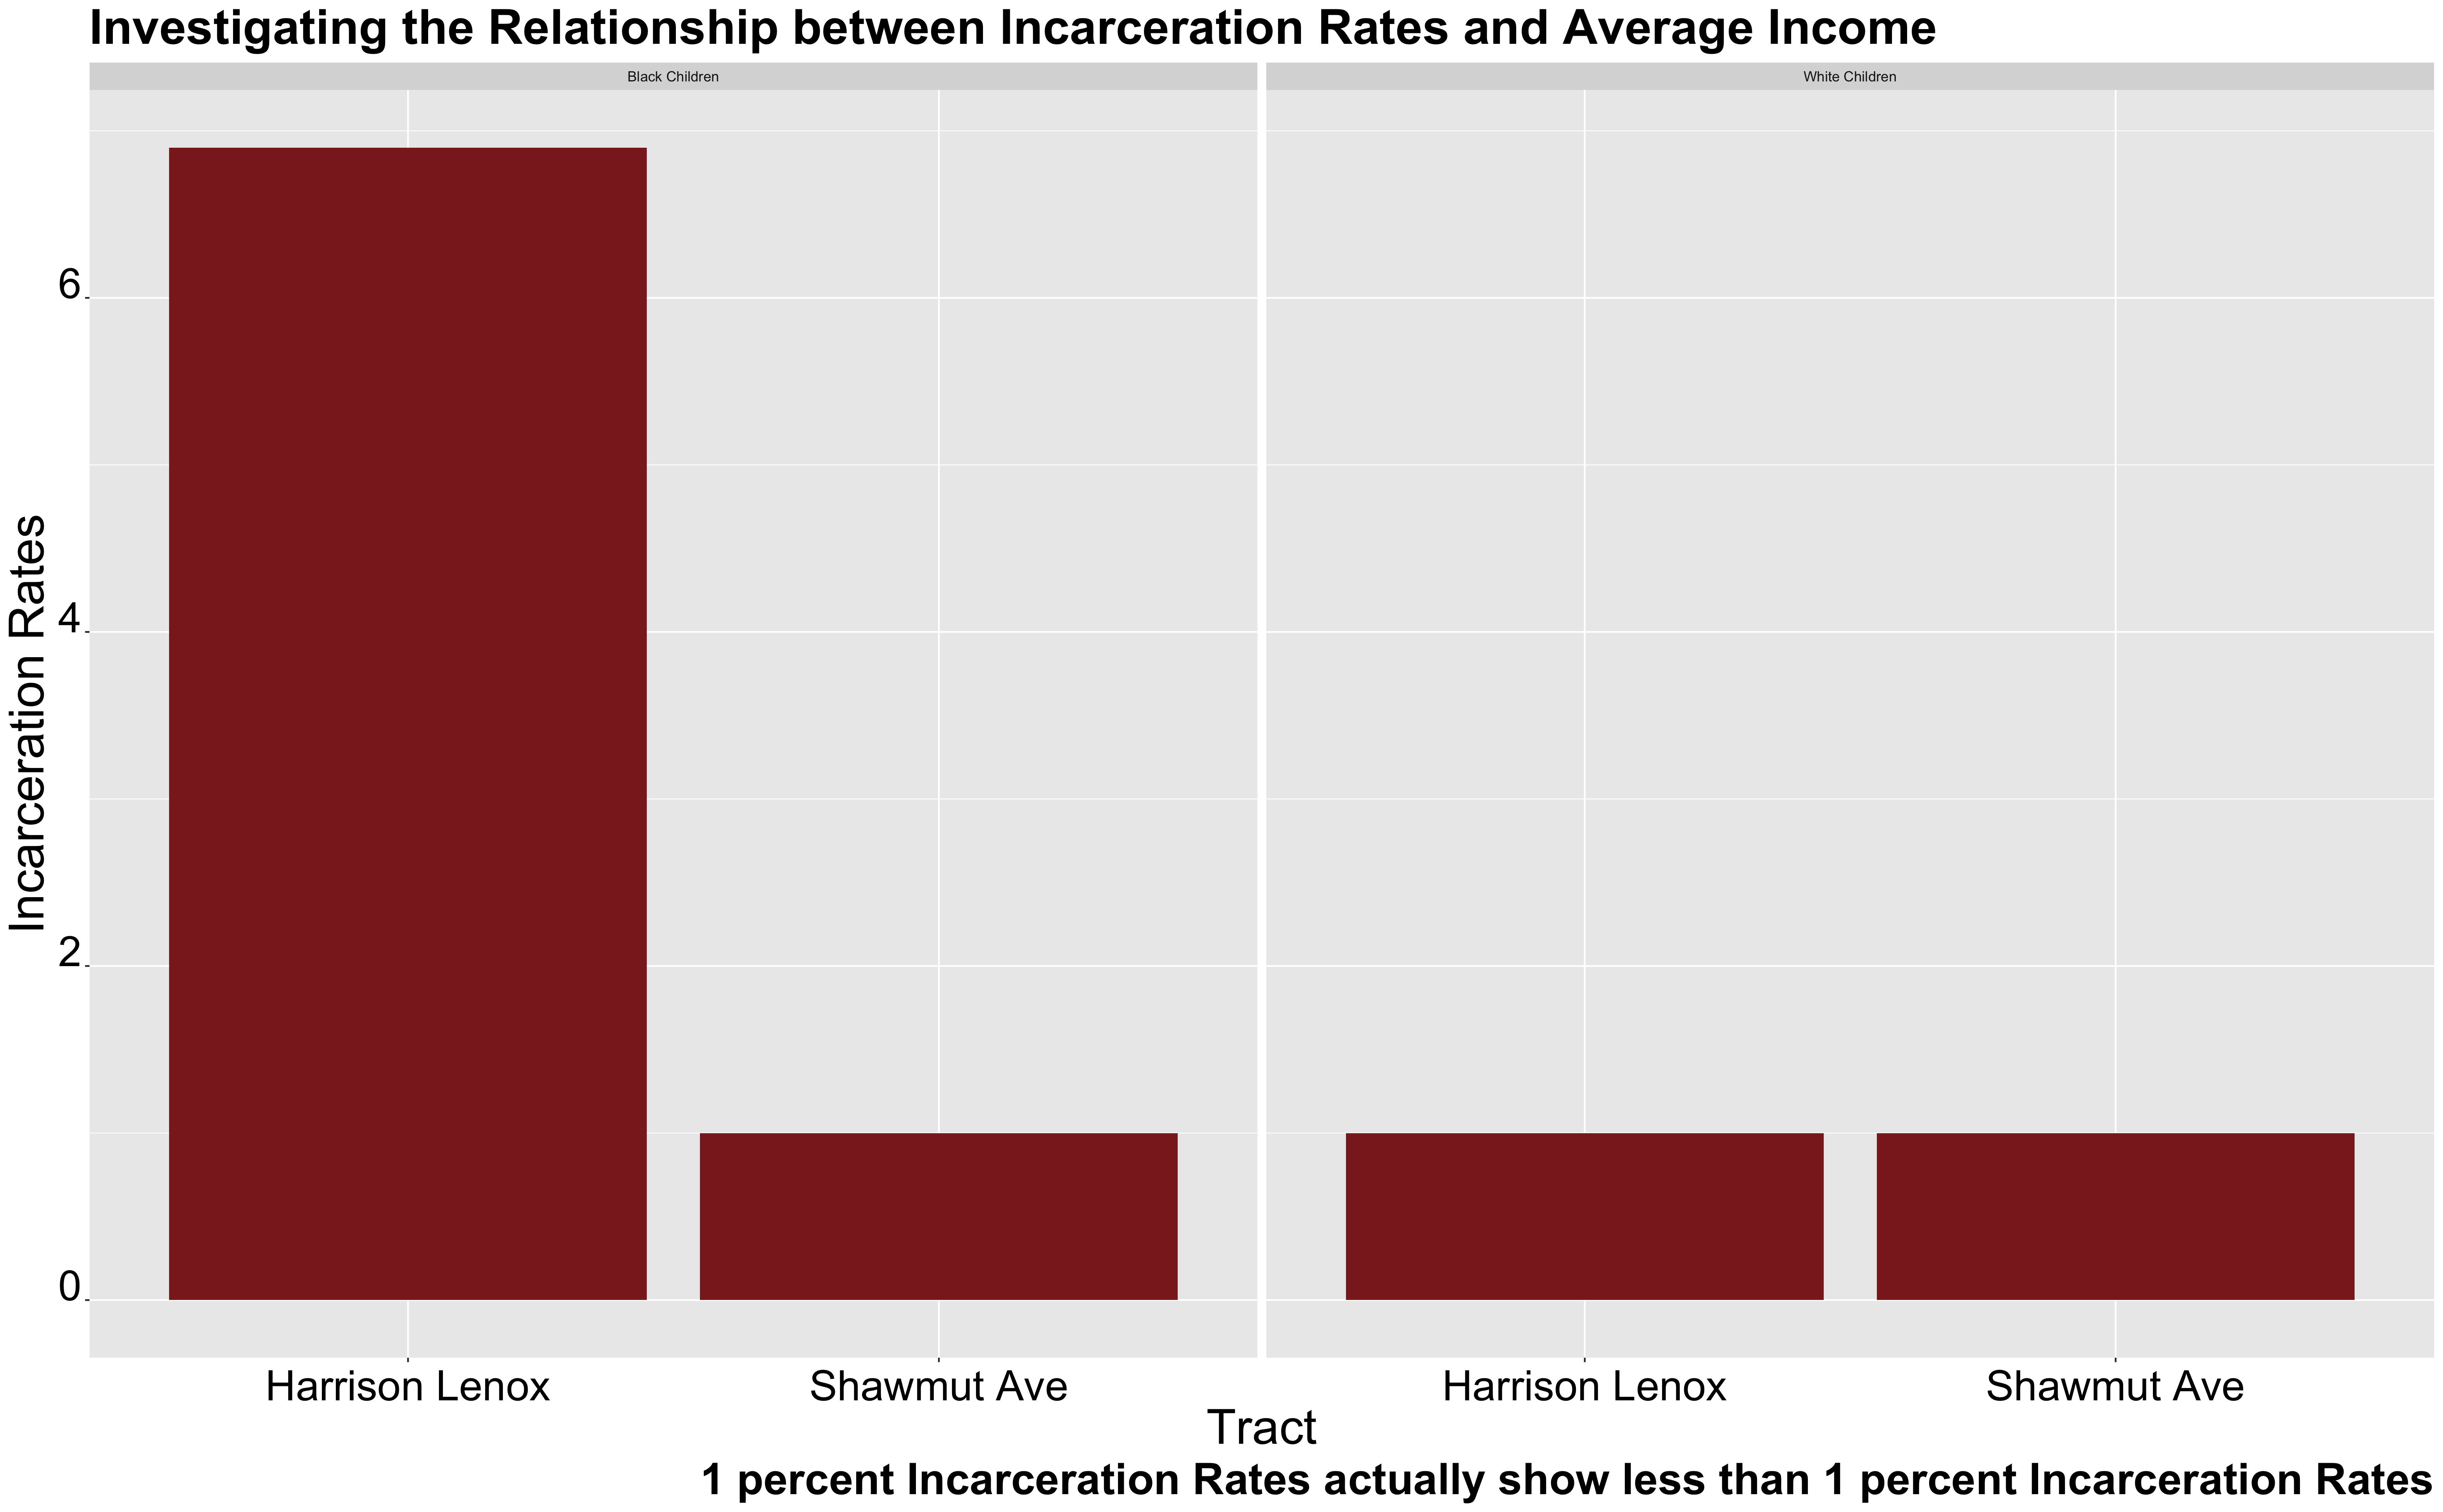 Investigating the Relationship between Incarceration Rates and Average Income
Black Children
White Children
Incarceration Rates
6
4
2
0
Harrison Lenox
Shawmut Ave
Harrison Lenox
Shawmut Ave
Tract
1 percent Incarceration Rates actually show less than 1 percent Incarceration Rates